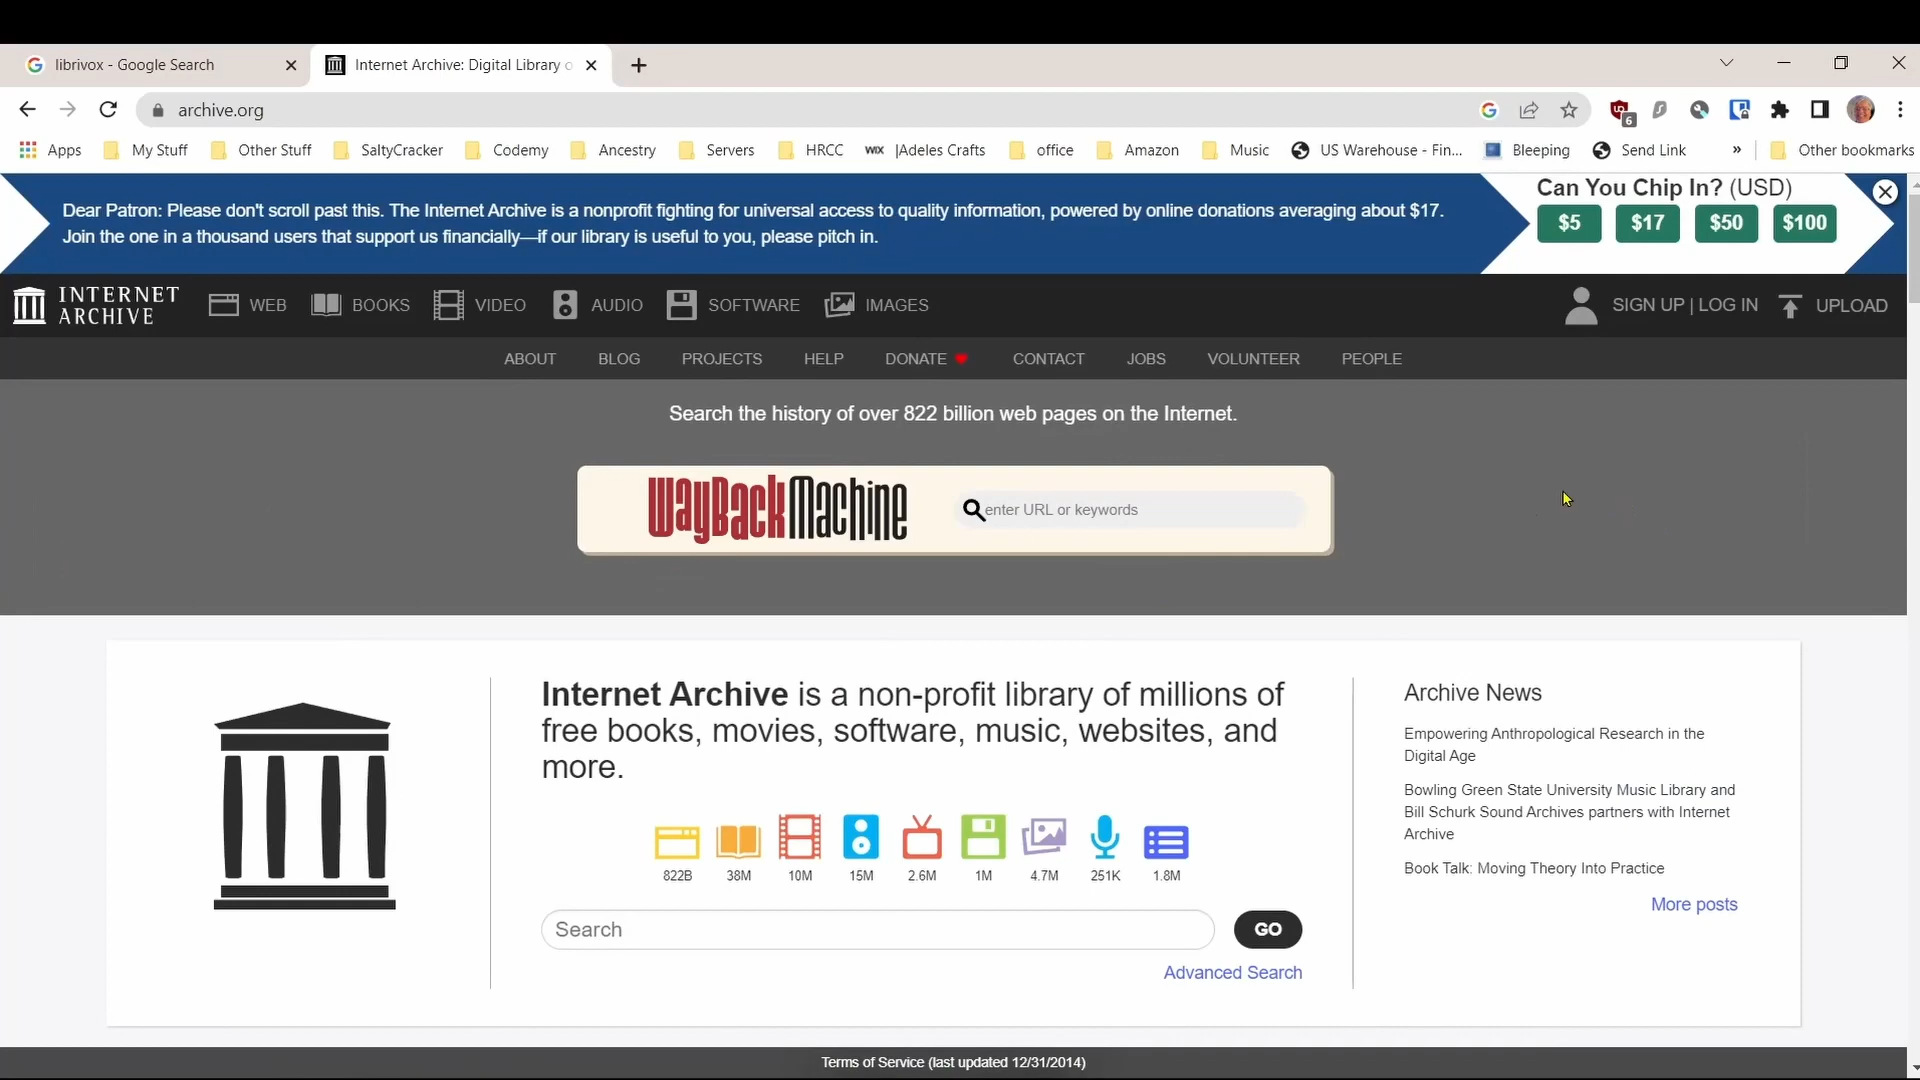 librivox - Google Search
Internet Archive: Digital Library o
archive.org
6
Apps
My Stuff
Other Stuff
SaltyCracker
Codemy
Ancestry
Servers
HRCC
WIX |Adeles Crafts
office
Amazon
Music
US Warehouse - Fin...
Bleeping
Send Link
»
Other bookmarks
Dear Patron: Please don't scroll past this. The Internet Archive is a nonprofit fighting for universal access to quality information, powered by online donations averaging about $17.
Join the one in a thousand users that support us financially—if our library is useful to you, please pitch in.
Can You Chip In? (USD)
$5 $17 $50 $100
INTERNET
ARCHIVE
WEB BOOKS VIDEO AUDIO SOFTWARE IMAGES
SIGN UP | LOG IN UPLOAD
ABOUT BLOG PROJECTS HELP DONATE CONTACT JOBS VOLUNTEER PEOPLE
Search the history of over 822 billion web pages on the Internet.
WayBackMachine
enter URL or keywords
Internet Archive is a non-profit library of millions of
free books, movies, software, music, websites, and
more.
822B 38M 10M 15M 2.6M 1M 4.7M 251K 1.8M
Search
GO
Advanced Search
Archive News
Empowering Anthropological Research in the
Digital Age
Bowling Green State University Music Library and
Bill Schurk Sound Archives partners with Internet
Archive
Book Talk: Moving Theory Into Practice
More posts
Terms of Service (last updated 12/31/2014)